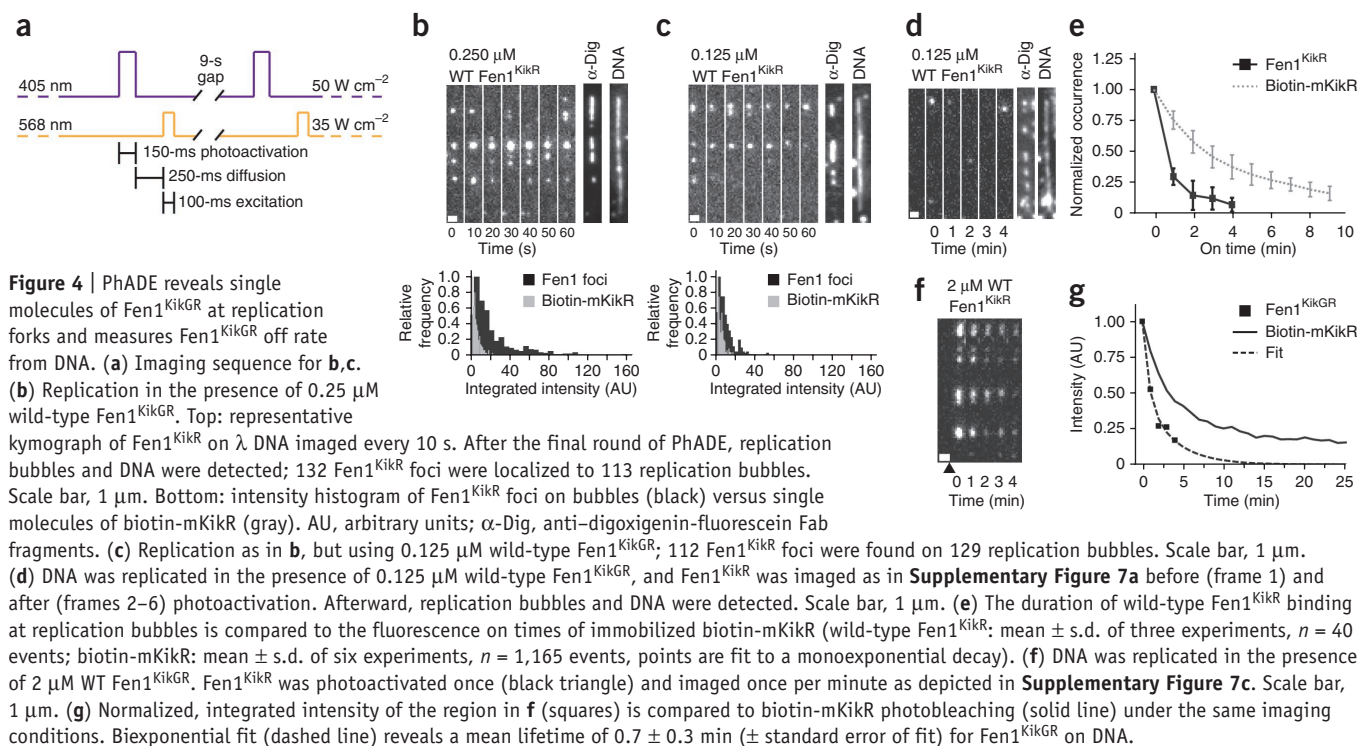 a
405 nm
9-s
gap
50 W cm⁻²
568 nm
35 W cm⁻²
150-ms photoactivation
250-ms diffusion
100-ms excitation
b
0.250 μM
WT Fen1ᴷⁱᵏᴿ
α-Dig
DNA
0 10 20 30 40 50 60
Time (s)
Relative
frequency
1.0
0.8
0.6
0.4
0.2
0
Fen1 foci
Biotin-mKikR
0 40 80 120 160
Integrated intensity (AU)
c
0.125 μM
WT Fen1ᴷⁱᵏᴿ
α-Dig
DNA
0 10 20 30 40 50 60
Time (s)
Relative
frequency
1.0
0.8
0.6
0.4
0.2
0
Fen1 foci
Biotin-mKikR
0 40 80 120 160
Integrated intensity (AU)
d
0.125 μM
WT Fen1ᴷⁱᵏᴿ
α-Dig
DNA
0 1 2 3 4
Time (min)
e
Normalized occurrence
1.25
1.00
0.75
0.50
0.25
0
Fen1ᴷⁱᵏᴿ
Biotin-mKikR
0 2 4 6 8 10
On time (min)
f
2 μM WT
Fen1ᴷⁱᵏᴿ
0 1 2 3 4
Time (min)
g
Intensity (AU)
1.00
0.75
0.50
0.25
0
Fen1ᴷⁱᵏᴳᴿ
Biotin-mKikR
Fit
0 5 10 15 20 25
Time (min)
Figure 4 | PhADE reveals single
molecules of Fen1ᴷⁱᵏᴳᴿ at replication
forks and measures Fen1ᴷⁱᵏᴳᴿ off rate
from DNA. (a) Imaging sequence for b,c.
(b) Replication in the presence of 0.25 μM
wild-type Fen1ᴷⁱᵏᴳᴿ. Top: representative
kymograph of Fen1ᴷⁱᵏᴿ on λ DNA imaged every 10 s. After the final round of PhADE, replication
bubbles and DNA were detected; 132 Fen1ᴷⁱᵏᴿ foci were localized to 113 replication bubbles.
Scale bar, 1 μm. Bottom: intensity histogram of Fen1ᴷⁱᵏᴿ foci on bubbles (black) versus single
molecules of biotin-mKikR (gray). AU, arbitrary units; α-Dig, anti–digoxigenin-fluorescein Fab
fragments. (c) Replication as in b, but using 0.125 μM wild-type Fen1ᴷⁱᵏᴳᴿ; 112 Fen1ᴷⁱᵏᴿ foci were found on 129 replication bubbles. Scale bar, 1 μm.
(d) DNA was replicated in the presence of 0.125 μM wild-type Fen1ᴷⁱᵏᴳᴿ, and Fen1ᴷⁱᵏᴿ was imaged as in Supplementary Figure 7a before (frame 1) and
after (frames 2–6) photoactivation. Afterward, replication bubbles and DNA were detected. Scale bar, 1 μm. (e) The duration of wild-type Fen1ᴷⁱᵏᴿ binding
at replication bubbles is compared to the fluorescence on times of immobilized biotin-mKikR (wild-type Fen1ᴷⁱᵏᴿ: mean ± s.d. of three experiments, n = 40
events; biotin-mKikR: mean ± s.d. of six experiments, n = 1,165 events, points are fit to a monoexponential decay). (f) DNA was replicated in the presence
of 2 μM WT Fen1ᴷⁱᵏᴳᴿ. Fen1ᴷⁱᵏᴿ was photoactivated once (black triangle) and imaged once per minute as depicted in Supplementary Figure 7c. Scale bar,
1 μm. (g) Normalized, integrated intensity of the region in f (squares) is compared to biotin-mKikR photobleaching (solid line) under the same imaging
conditions. Biexponential fit (dashed line) reveals a mean lifetime of 0.7 ± 0.3 min (± standard error of fit) for Fen1ᴷⁱᵏᴳᴿ on DNA.